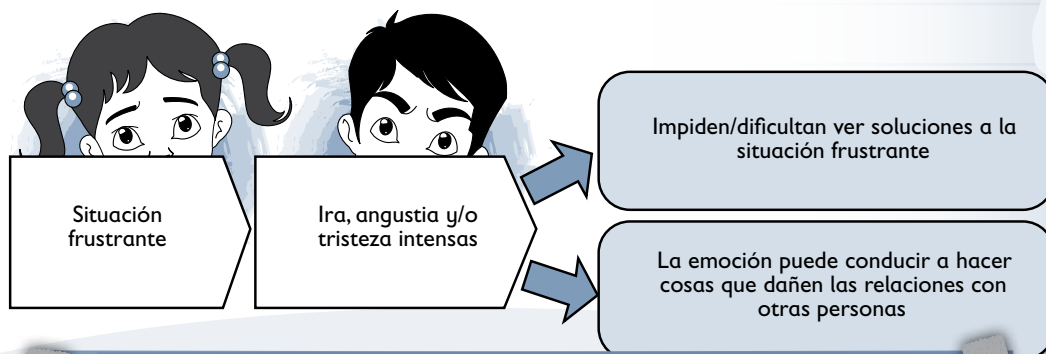 Situación
frustrante
Ira, angustia y/o
tristeza intensas
Impiden/dificultan ver soluciones a la
situación frustrante
La emoción puede conducir a hacer
cosas que dañen las relaciones con
otras personas